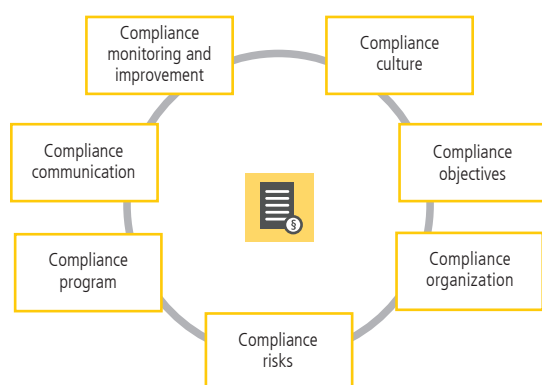 Compliance
monitoring and
improvement
Compliance
culture
Compliance
objectives
Compliance
organization
Compliance
risks
Compliance
program
Compliance
communication
§